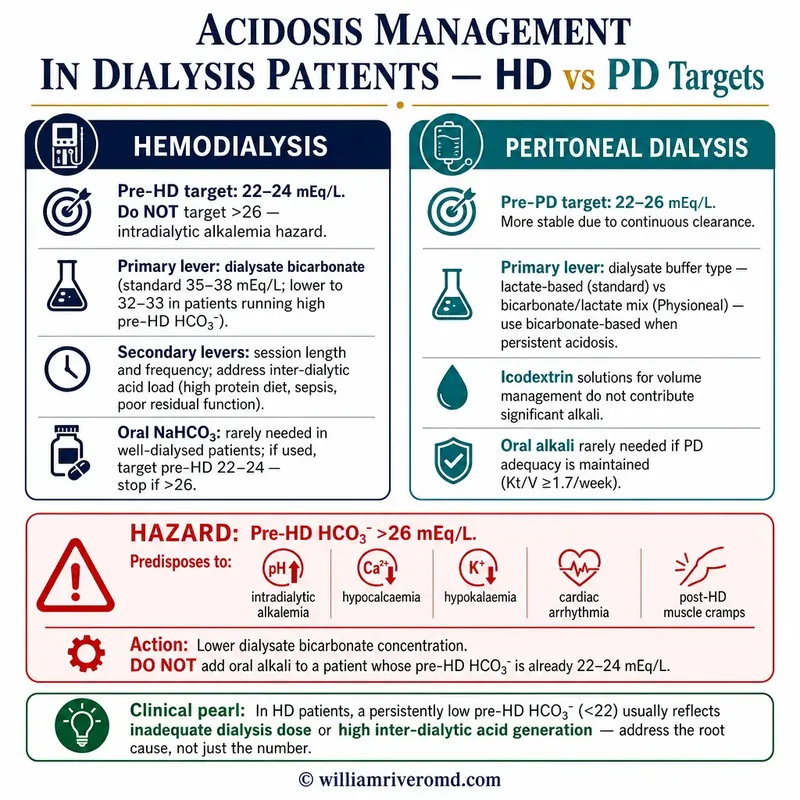 ACIDOSIS MANAGEMENT
IN DIALYSIS PATIENTS — HD vs PD TARGETS
HEMODIALYSIS
Pre-HD target: 22–24 mEq/L.
Do NOT target >26 —
intradialytic alkalemia hazard.
Primary lever: dialysate bicarbonate
(standard 35–38 mEq/L; lower to
32–33 in patients running high
pre-HD HCO₃⁻).
Secondary levers: session length
and frequency; address inter-dialytic
acid load (high protein diet, sepsis,
poor residual function).
Oral NaHCO₃: rarely needed in
well-dialysed patients; if used,
target pre-HD 22–24 —
stop if >26.
PERITONEAL DIALYSIS
Pre-PD target: 22–26 mEq/L.
More stable due to continuous clearance.
Primary lever: dialysate buffer type —
lactate-based (standard) vs
bicarbonate/lactate mix (Physioneal) —
use bicarbonate-based when
persistent acidosis.
Icodextrin solutions for volume
management do not contribute
significant alkali.
Oral alkali rarely needed if PD
adequacy is maintained
(Kt/V ≥1.7/week).
HAZARD: Pre-HD HCO₃⁻ >26 mEq/L.
Predisposes to:
pH
intradialytic
alkalemia
Ca²⁺
hypocalcaemia
K⁺
hypokalaemia
cardiac
arrhythmia
post-HD
muscle cramps
Action: Lower dialysate bicarbonate concentration.
DO NOT add oral alkali to a patient whose pre-HD HCO₃⁻ is already 22–24 mEq/L.
Clinical pearl: In HD patients, a persistently low pre-HD HCO₃⁻ (<22) usually reflects
inadequate dialysis dose or high inter-dialytic acid generation — address the root
cause, not just the number.
© williamriveromd.com